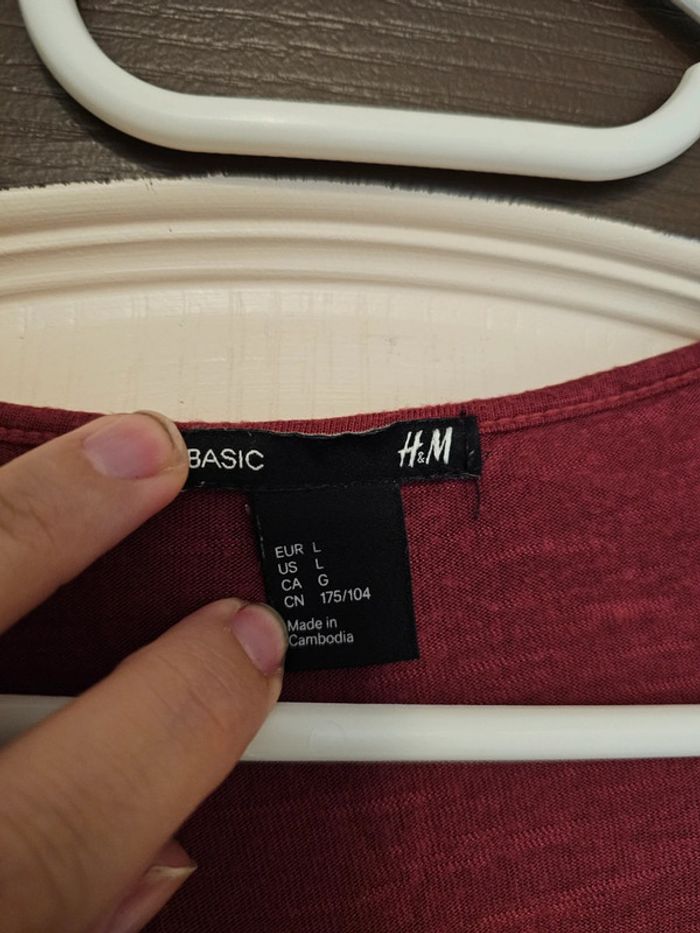 BASIC H&M
EUR L
US L
CA G
CN 175/104
Made in
Cambodia